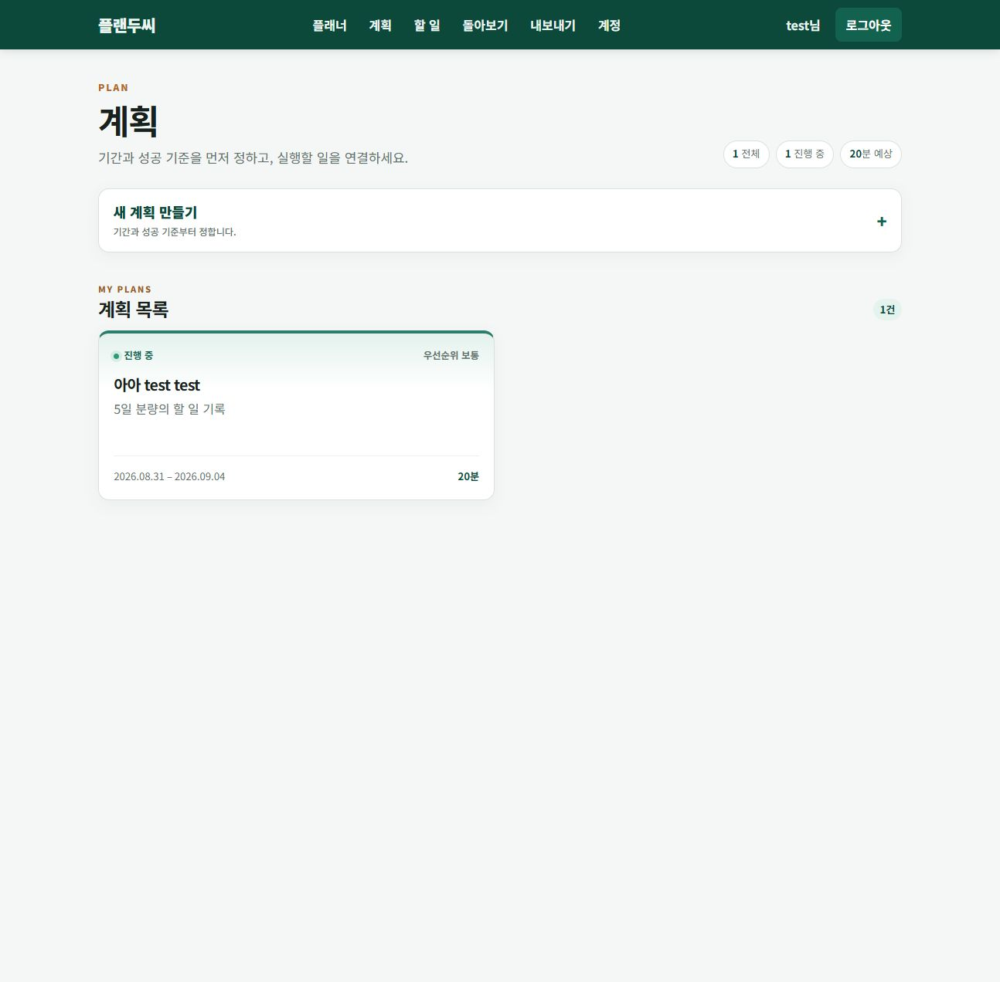 플랜두씨 플래너 계획 할 일 돌아보기 내보내기 계정 test님 로그아웃
PLAN
계획
기간과 성공 기준을 먼저 정하고, 실행할 일을 연결하세요.
1 전체 1 진행 중 20분 예상
새 계획 만들기
기간과 성공 기준부터 정합니다.
+
MY PLANS
계획 목록
1건
진행 중 우선순위 보통
아아 test test
5일 분량의 할 일 기록
2026.08.31 – 2026.09.04 20분